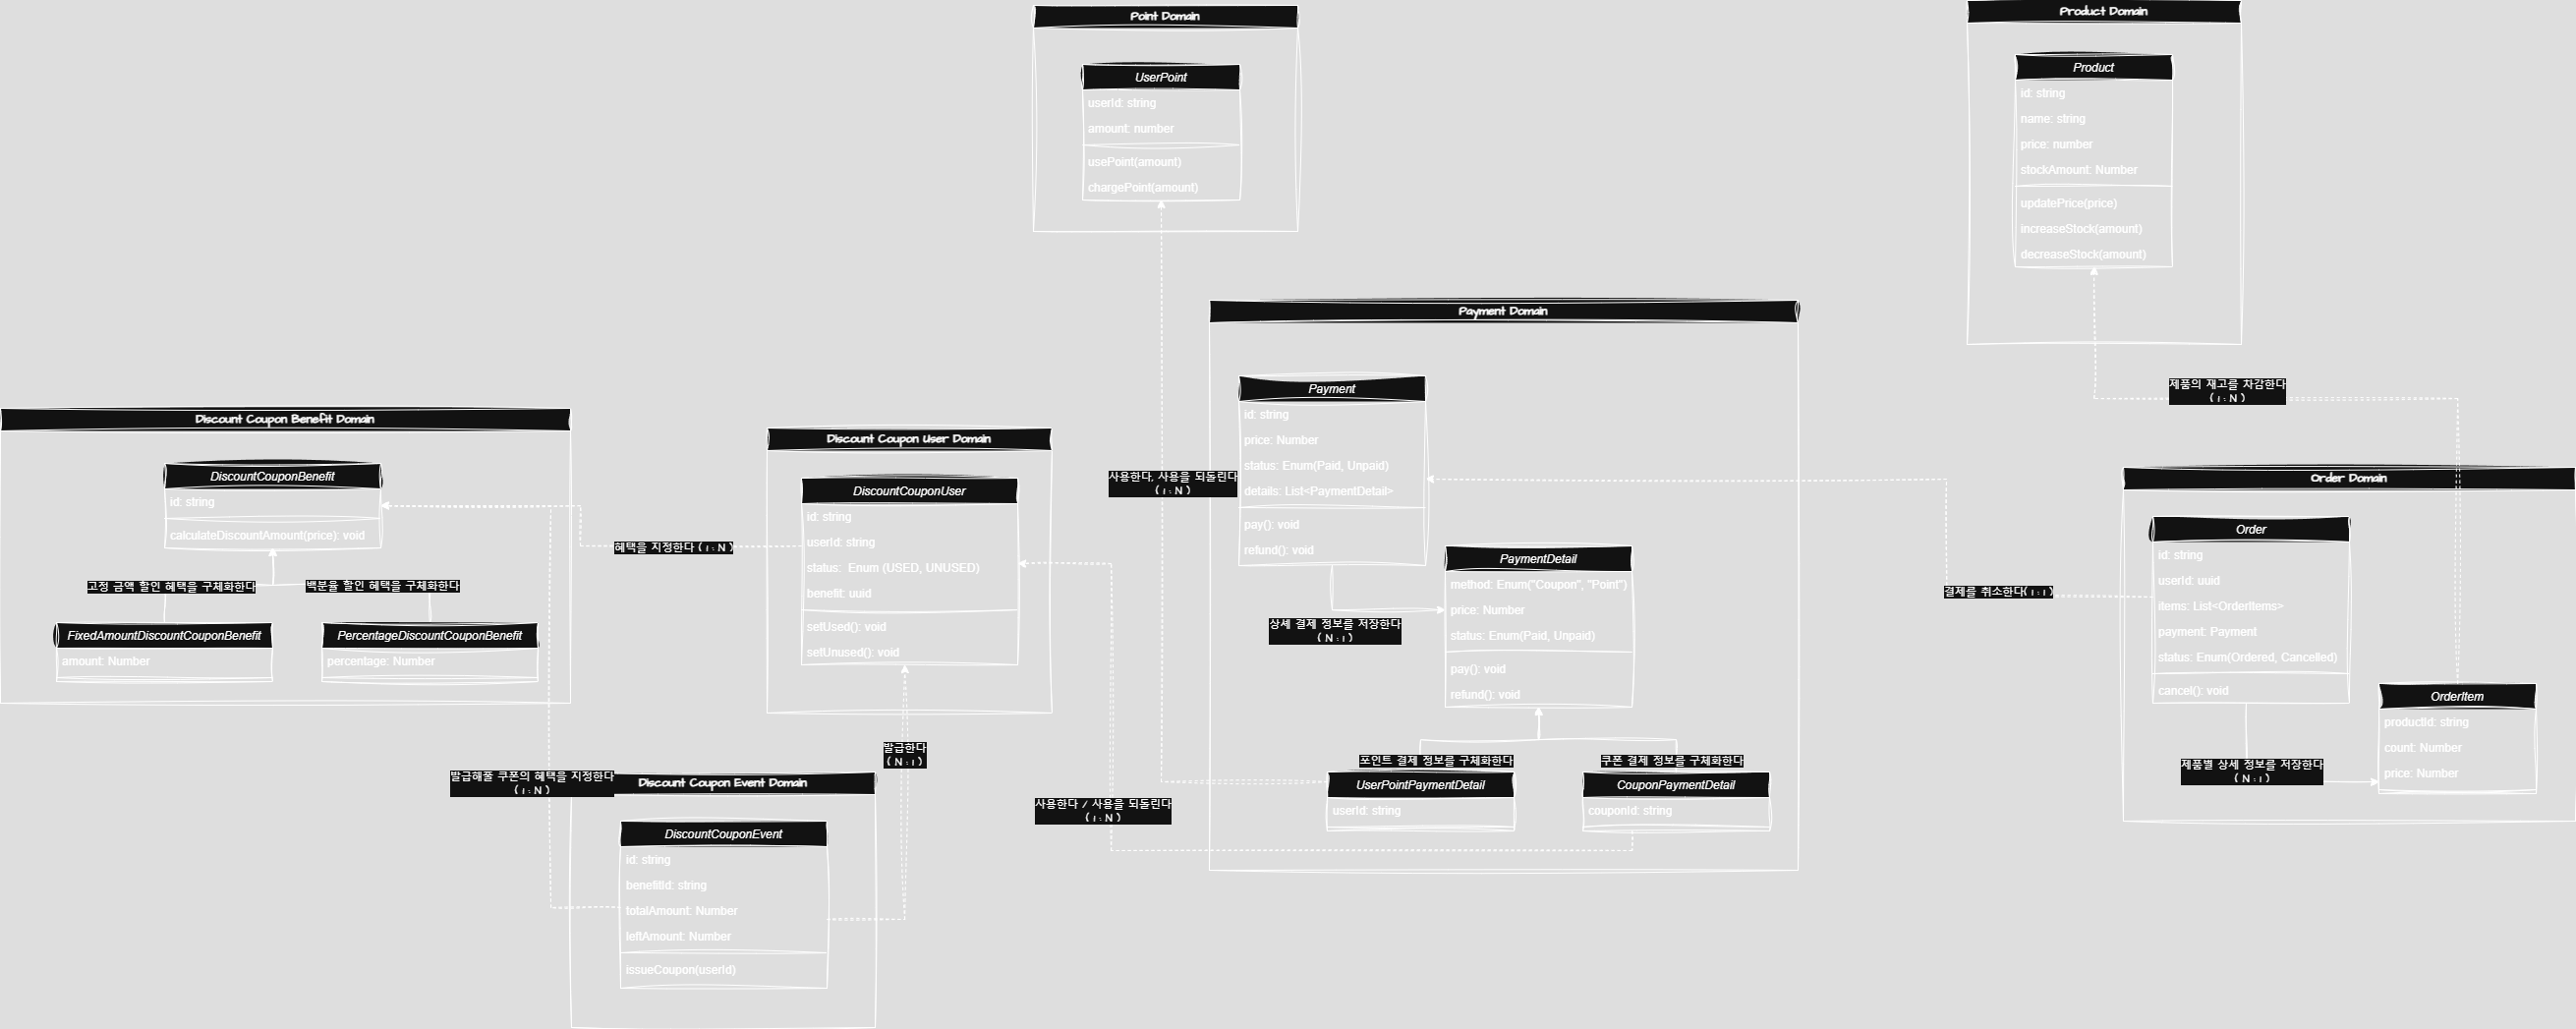 Point Domain
UserPoint
userId: string
amount: number
usePoint(amount)
chargePoint(amount)
Product Domain
Product
id: string
name: string
price: number
stockAmount: Number
updatePrice(price)
increaseStock(amount)
decreaseStock(amount)
제품의 재고를 차감한다
( 1 : N )
Discount Coupon Benefit Domain
DiscountCouponBenefit
id: string
calculateDiscountAmount(price): void
고정 금액 할인 혜택을 구체화한다
백분율 할인 혜택을 구체화한다
FixedAmountDiscountCouponBenefit
amount: Number
PercentageDiscountCouponBenefit
percentage: Number
혜택을 지정한다 ( 1 : N )
Discount Coupon User Domain
DiscountCouponUser
id: string
userId: string
status:  Enum (USED, UNUSED)
benefit: uuid
setUsed(): void
setUnused(): void
발급한다
( N : 1 )
발급해줄 쿠폰의 혜택을 지정한다
( 1 : N )
Discount Coupon Event Domain
DiscountCouponEvent
id: string
benefitId: string
totalAmount: Number
leftAmount: Number
issueCoupon(userId)
사용한다, 사용을 되돌린다
( 1 : N )
사용한다 / 사용을 되돌린다
( 1 : N )
Payment Domain
Payment
id: string
price: Number
status: Enum(Paid, Unpaid)
details: List<PaymentDetail>
pay(): void
refund(): void
상세 결제 정보를 저장한다
( N : 1 )
PaymentDetail
method: Enum("Coupon", "Point")
price: Number
status: Enum(Paid, Unpaid)
pay(): void
refund(): void
포인트 결제 정보를 구체화한다
쿠폰 결제 정보를 구체화한다
UserPointPaymentDetail
userId: string
CouponPaymentDetail
couponId: string
결제를 취소한다( 1 : 1 )
Order Domain
Order
id: string
userId: uuid
items: List<OrderItems>
payment: Payment
status: Enum(Ordered, Cancelled)
cancel(): void
제품별 상세 정보를 저장한다
( N : 1 )
OrderItem
productId: string
count: Number
price: Number